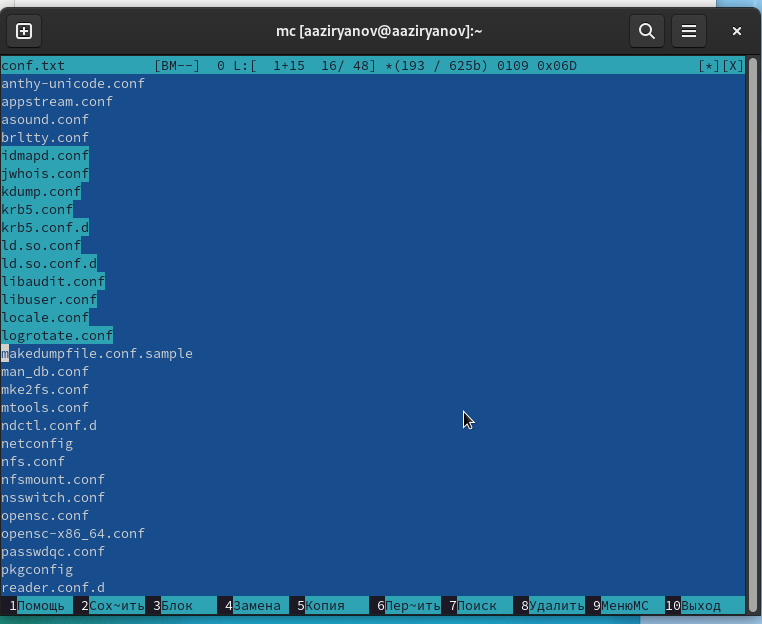 mc [aaziryanov@aaziryanov]:~
conf.txt [BM--] 0 L:[ 1+15 16/ 48] *(193 / 625b) 0109 0x06D [*][X]
anthy-unicode.conf
appstream.conf
asound.conf
brltty.conf
idmapd.conf
jwhois.conf
kdump.conf
krb5.conf
krb5.conf.d
ld.so.conf
ld.so.conf.d
libaudit.conf
libuser.conf
locale.conf
logrotate.conf
makedumpfile.conf.sample
man_db.conf
mke2fs.conf
mtools.conf
ndctl.conf.d
netconfig
nfs.conf
nfsmount.conf
nsswitch.conf
opensc.conf
opensc-x86_64.conf
passwdqc.conf
pkgconfig
reader.conf.d
1Помощь 2Сох~ить 3Блок 4Замена 5Копия 6Пер~ить 7Поиск 8Удалить 9МенюMC 10Выход